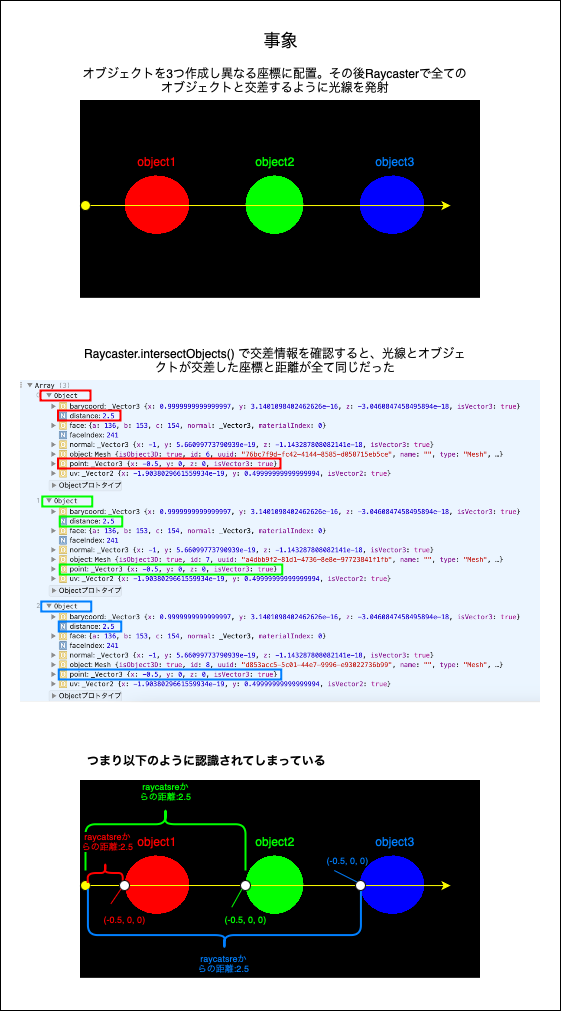 事象
オブジェクトを3つ作成し異なる座標に配置。その後Raycasterで全ての
オブジェクトと交差するように光線を発射
object1
object2
object3
Raycaster.intersectObjects() で交差情報を確認すると、光線とオブジェ
クトが交差した座標と距離が全て同じだった
▼ Array (3)
0 ▼ Object
▶ D barycoord: _Vector3 {x: 0.9999999999999997, y: 3.1401098402462626e-16, z: -3.0460847458495894e-18, isVector3: true}
N distance: 2.5
▶ D face: {a: 136, b: 153, c: 154, normal: _Vector3, materialIndex: 0}
N faceIndex: 241
▶ D normal: _Vector3 {x: -1, y: 5.66099773790939e-19, z: -1.143287808082141e-18, isVector3: true}
▶ D object: Mesh {isObject3D: true, id: 6, uuid: "76bc7f9d-fc42-4144-8585-d058715eb5ce", name: "", type: "Mesh", …}
▶ D point: _Vector3 {x: -0.5, y: 0, z: 0, isVector3: true}
▶ D uv: _Vector2 {x: -1.9038029661559934e-19, y: 0.49999999999999994, isVector2: true}
▶ Objectプロトタイプ
1 ▼ Object
▶ D barycoord: _Vector3 {x: 0.9999999999999997, y: 3.1401098402462626e-16, z: -3.0460847458495894e-18, isVector3: true}
N distance: 2.5
▶ D face: {a: 136, b: 153, c: 154, normal: _Vector3, materialIndex: 0}
N faceIndex: 241
▶ D normal: _Vector3 {x: -1, y: 5.66099773790939e-19, z: -1.143287808082141e-18, isVector3: true}
▶ D object: Mesh {isObject3D: true, id: 7, uuid: "a4dbb9f2-81d1-4736-8e8e-97723841f1fb", name: "", type: "Mesh", …}
▶ D point: _Vector3 {x: -0.5, y: 0, z: 0, isVector3: true}
▶ D uv: _Vector2 {x: -1.9038029661559934e-19, y: 0.49999999999999994, isVector2: true}
▶ Objectプロトタイプ
2 ▼ Object
▶ D barycoord: _Vector3 {x: 0.9999999999999997, y: 3.1401098402462626e-16, z: -3.0460847458495894e-18, isVector3: true}
N distance: 2.5
▶ D face: {a: 136, b: 153, c: 154, normal: _Vector3, materialIndex: 0}
N faceIndex: 241
▶ D normal: _Vector3 {x: -1, y: 5.66099773790939e-19, z: -1.143287808082141e-18, isVector3: true}
▶ D object: Mesh {isObject3D: true, id: 8, uuid: "d853acc5-5c01-44e7-9996-e93022736b99", name: "", type: "Mesh", …}
▶ D point: _Vector3 {x: -0.5, y: 0, z: 0, isVector3: true}
▶ D uv: _Vector2 {x: -1.9038029661559934e-19, y: 0.49999999999999994, isVector2: true}
▶ Objectプロトタイプ
つまり以下のように認識されてしまっている
raycatsreか
らの距離:2.5
raycatsreか
らの距離:2.5
object1
object2
object3
(-0.5, 0, 0)
(-0.5, 0, 0)
(-0.5, 0, 0)
raycatsreか
らの距離:2.5